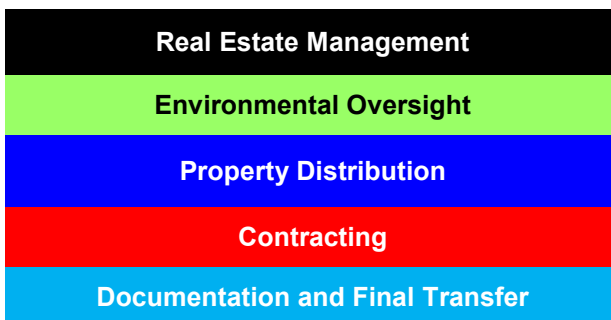 Real Estate Management
Environmental Oversight
Property Distribution
Contracting
Documentation and Final Transfer